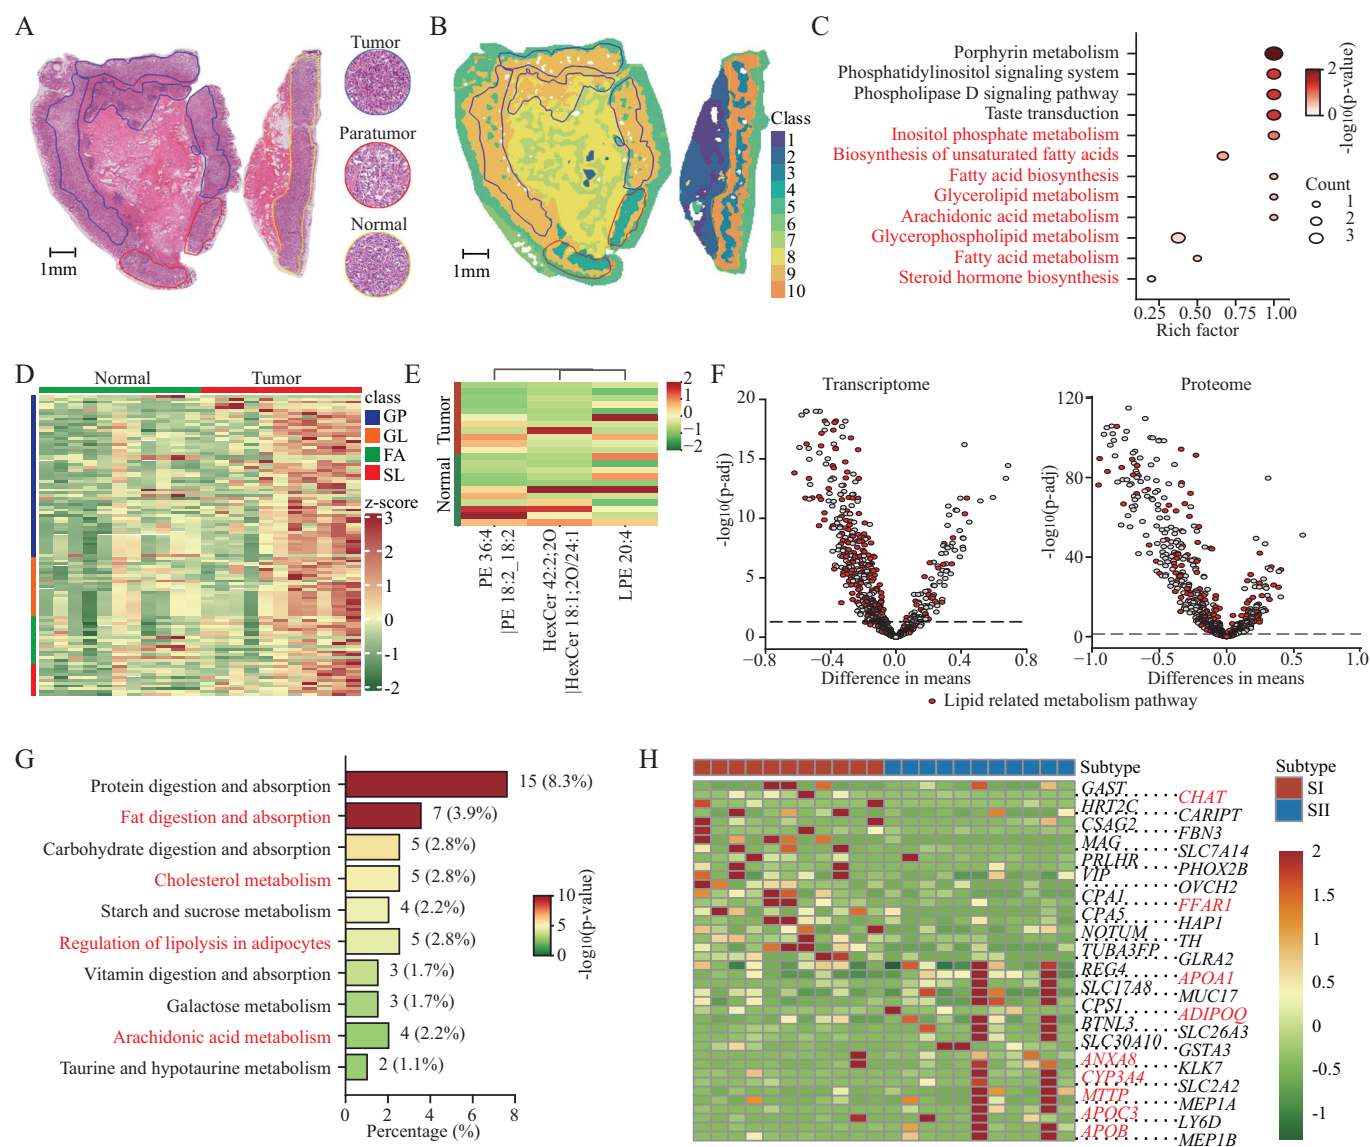 A
Tumor
Paratumor
Normal
1mm
B
1mm
Class
1
2
3
4
5
6
7
8
9
10
C
Porphyrin metabolism
Phosphatidylinositol signaling system
Phospholipase D signaling pathway
Taste transduction
Inositol phosphate metabolism
Biosynthesis of unsaturated fatty acids
Fatty acid biosynthesis
Glycerolipid metabolism
Arachidonic acid metabolism
Glycerophospholipid metabolism
Fatty acid metabolism
Steroid hormone biosynthesis
0.25 0.50 0.75 1.00
Rich factor
2
0
-log10(p-value)
Count
1
2
3
D
Normal Tumor
class
GP
GL
FA
SL
z-score
3
2
1
0
-1
-2
E
Tumor
Normal
2
1
0
−1
−2
PE 36:4
|PE 18:2_18:2
HexCer 42:2;2O
|HexCer 18:1;2O/24:1
LPE 20:4
F
Transcriptome
-log10(p-adj)
20
15
10
5
0
−0.8 −0.4 0.0 0.4 0.8
Difference in means
Proteome
-log10(p-adj)
120
80
40
0
−1.0 −0.5 0.0 0.5 1.0
Differences in means
Lipid related metabolism pathway
G
Protein digestion and absorption 15 (8.3%)
Fat digestion and absorption 7 (3.9%)
Carbohydrate digestion and absorption 5 (2.8%)
Cholesterol metabolism 5 (2.8%)
Starch and sucrose metabolism 4 (2.2%)
Regulation of lipolysis in adipocytes 5 (2.8%)
Vitamin digestion and absorption 3 (1.7%)
Galactose metabolism 3 (1.7%)
Arachidonic acid metabolism 4 (2.2%)
Taurine and hypotaurine metabolism 2 (1.1%)
0 2 4 6 8
Percentage (%)
10
5
0
-log10(p-value)
H
Subtype
GAST
CHAT
HRT2C
CARIPT
CSAG2
FBN3
MAG
SLC7A14
PRLHR
PHOX2B
VIP
OVCH2
CPA1
FFAR1
CPA5
HAP1
NOTUM
TH
TUBA3FP
GLRA2
REG4
APOA1
SLC17A8
MUC17
CPS1
ADIPOQ
BTNL3
SLC26A3
SLC30A10
GSTA3
ANXA8
KLK7
CYP3A4
SLC2A2
MTTP
MEP1A
APOC3
LY6D
APOB
MEP1B
Subtype
SI
SII
2
1.5
1
0.5
0
-0.5
-1